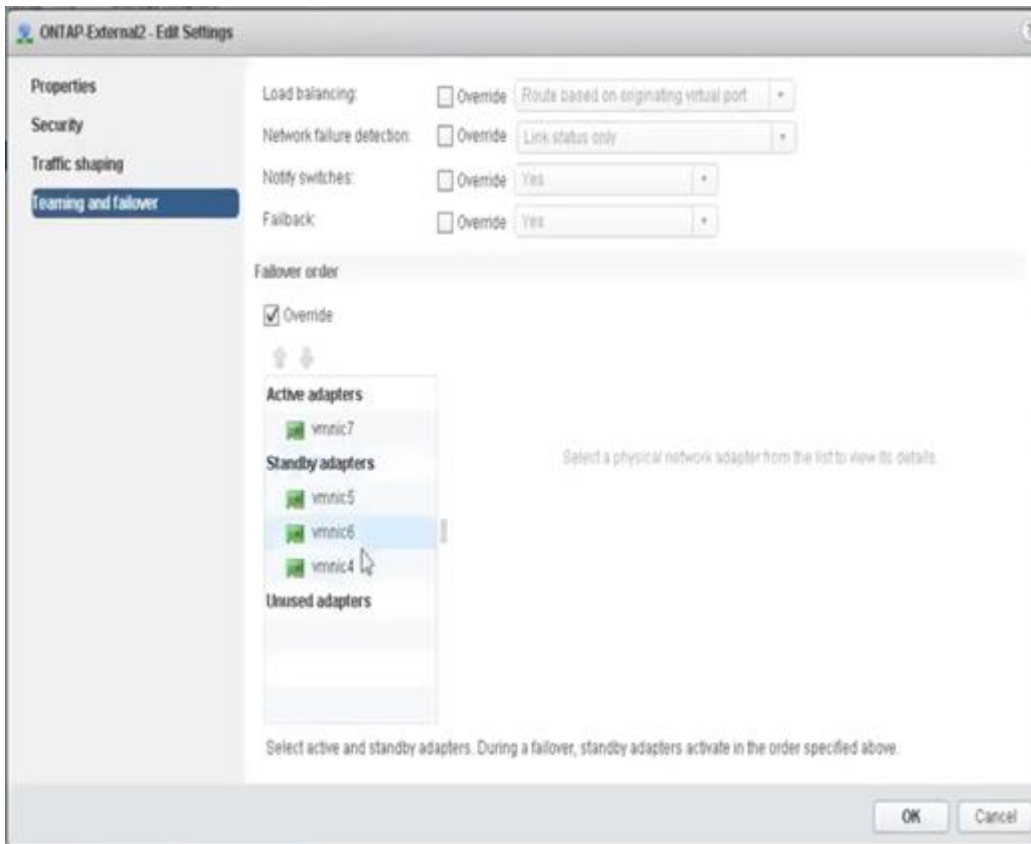 ONTAP-External2 - Edit Settings
Properties
Security
Traffic shaping
Teaming and failover
Load balancing: Override Route based on originating virtual port
Network failure detection: Override Link status only
Notify switches: Override Yes
Failback: Override Yes
Failover order
Override
Active adapters
vmnic7
Standby adapters
vmnic5
vmnic6
vmnic4
Unused adapters
Select a physical network adapter from the list to view its details.
Select active and standby adapters. During a failover, standby adapters activate in the order specified above.
OK Cancel